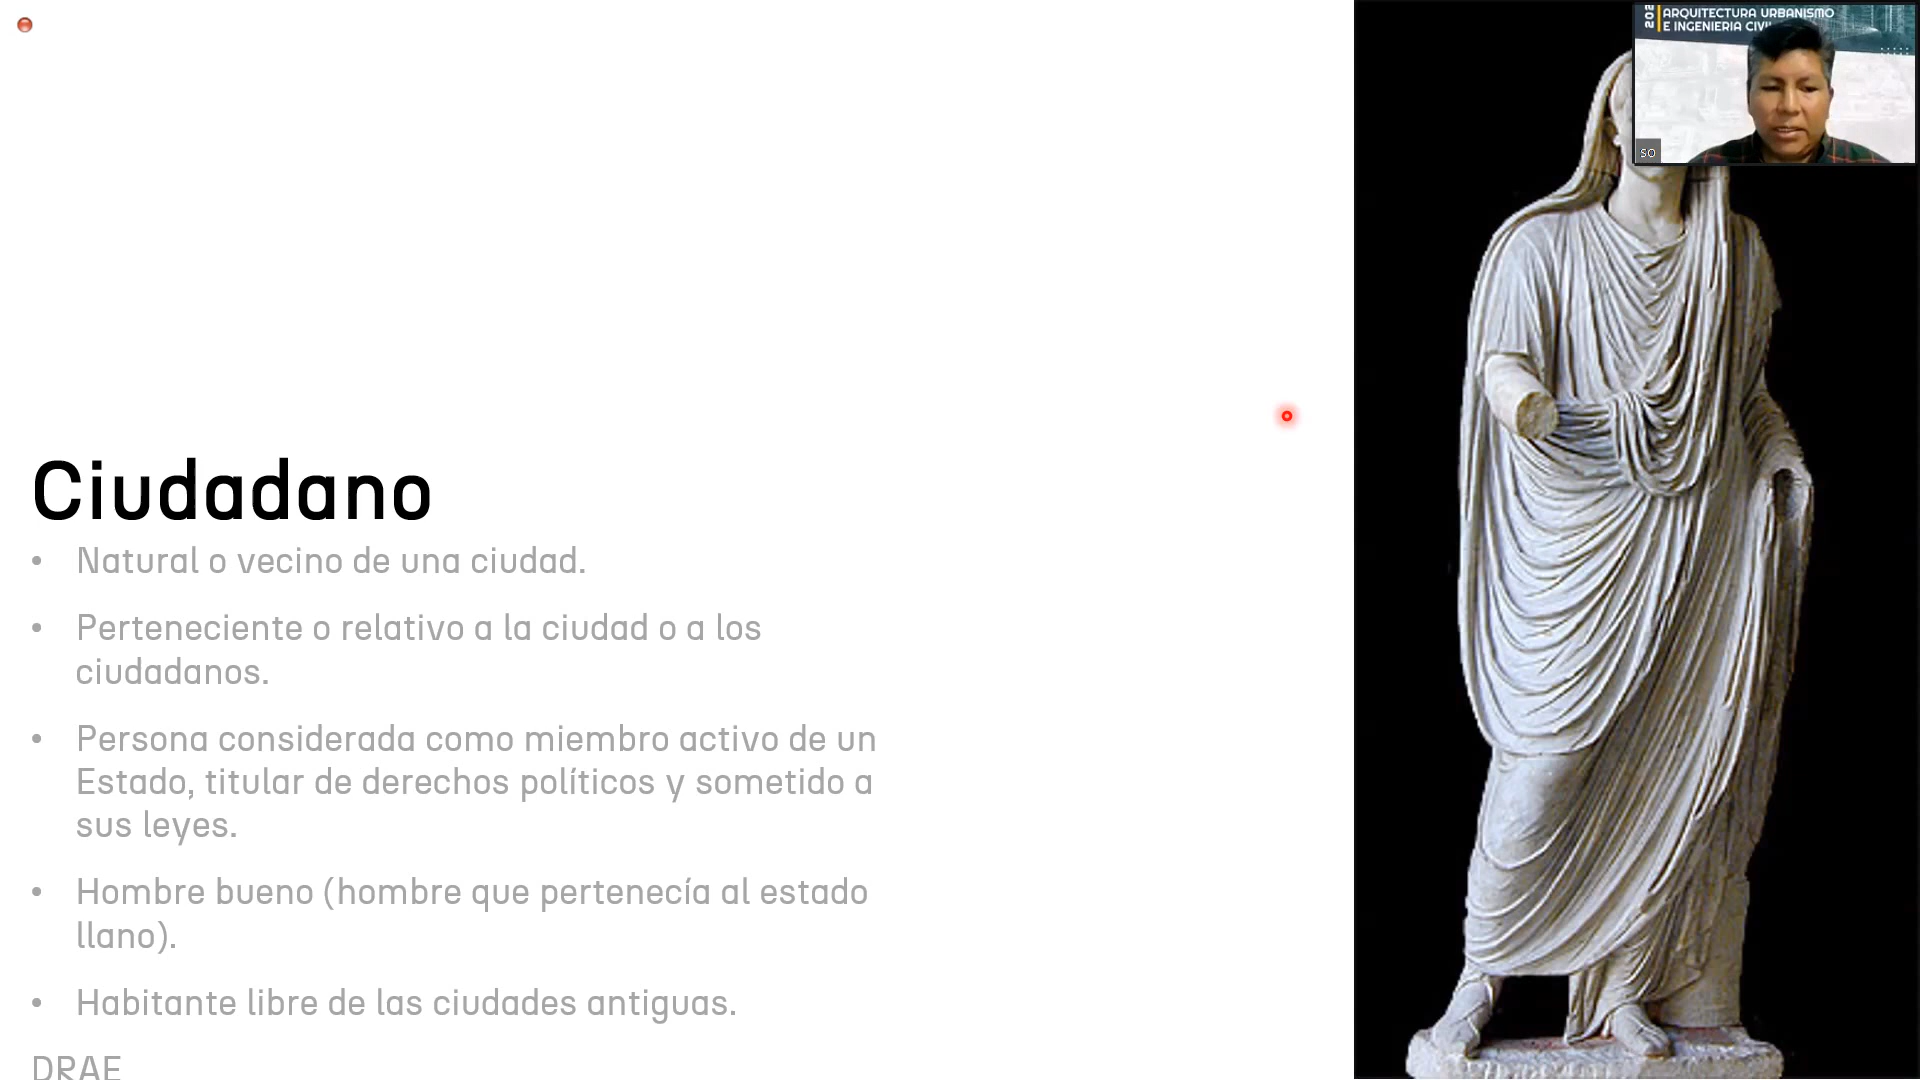 ARQUITECTURA URBANISMO
E INGENIERIA
SO
Ciudadano
• Natural o vecino de una ciudad.
• Perteneciente o relativo a la ciudad o a los
ciudadanos.
• Persona considerada como miembro activo de un
Estado, titular de derechos políticos y sometido a
sus leyes.
• Hombre bueno (hombre que pertenecía al estado
llano).
• Habitante libre de las ciudades antiguas.
DRAE